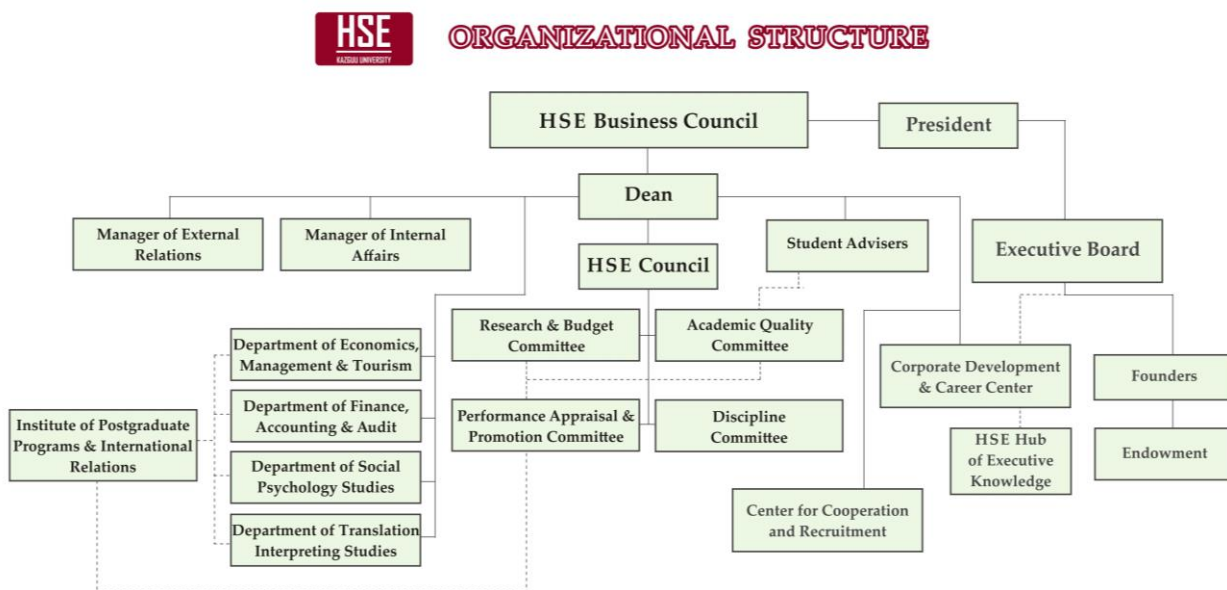 HSE
KAZGUU UNIVERSITY
ORGANIZATIONAL STRUCTURE
HSE Business Council
President
Dean
Manager of External
Relations
Manager of Internal
Affairs
HSE Council
Student Advisers
Executive Board
Research & Budget
Committee
Academic Quality
Committee
Department of Economics,
Management & Tourism
Corporate Development
& Career Center
Founders
Department of Finance,
Accounting & Audit
Performance Appraisal &
Promotion Committee
Discipline
Committee
Institute of Postgraduate
Programs & International
Relations
HSE Hub
of Executive
Knowledge
Endowment
Department of Social
Psychology Studies
Center for Cooperation
and Recruitment
Department of Translation
Interpreting Studies